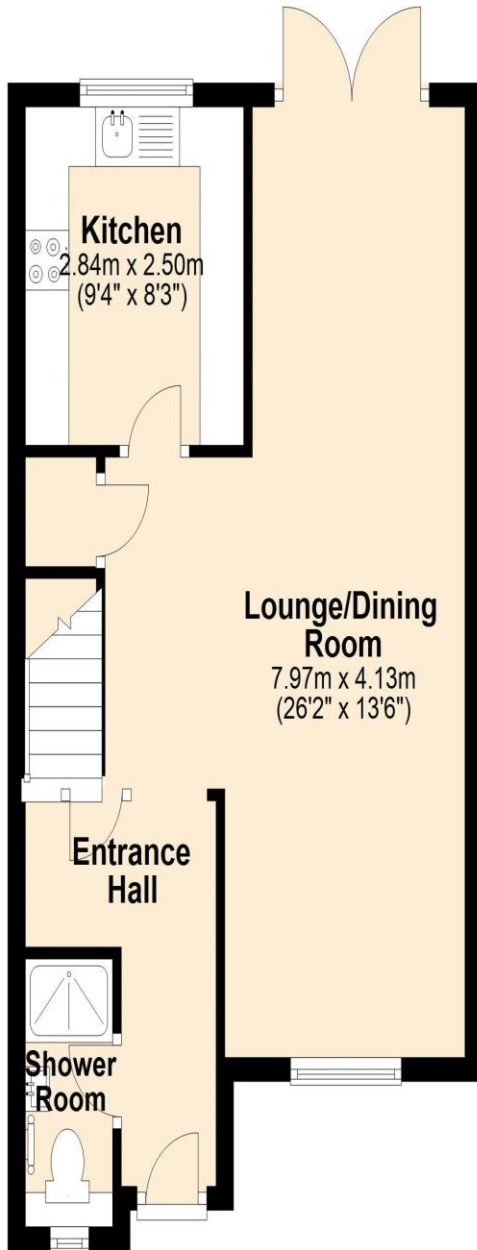 Kitchen
2.84m x 2.50m
(9'4" x 8'3")
Lounge/Dining
Room
7.97m x 4.13m
(26'2" x 13'6")
Entrance
Hall
Shower
Room